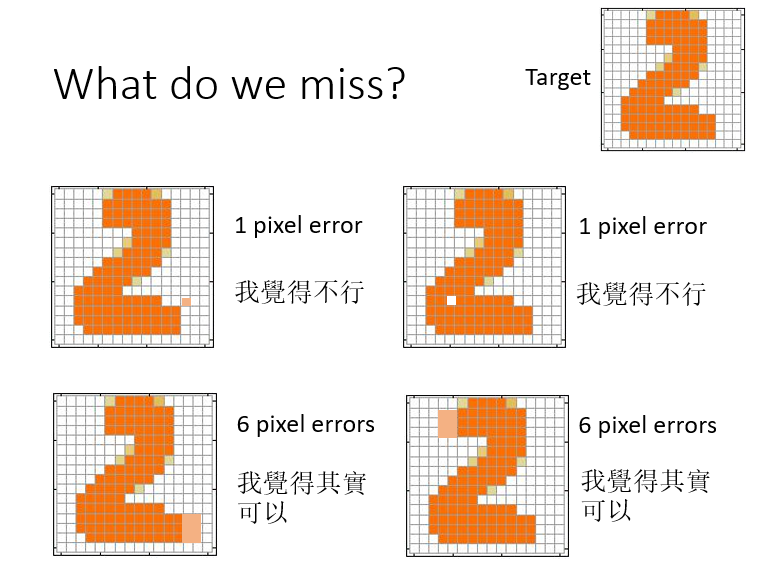 What do we miss?
Target
1 pixel error
我覺得不行
1 pixel error
我覺得不行
6 pixel errors
我覺得其實
可以
6 pixel errors
我覺得其實
可以